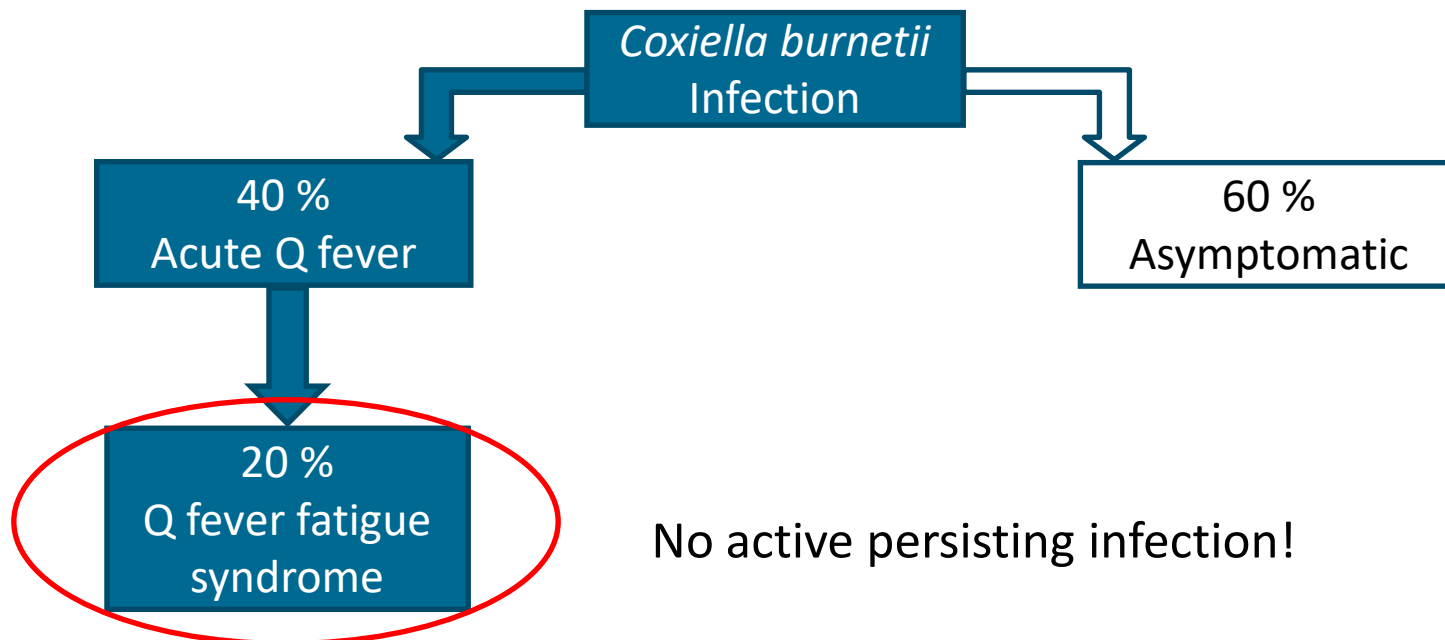 Coxiella burnetii
Infection
40 %
Acute Q fever
60 %
Asymptomatic
20 %
Q fever fatigue
syndrome
No active persisting infection!